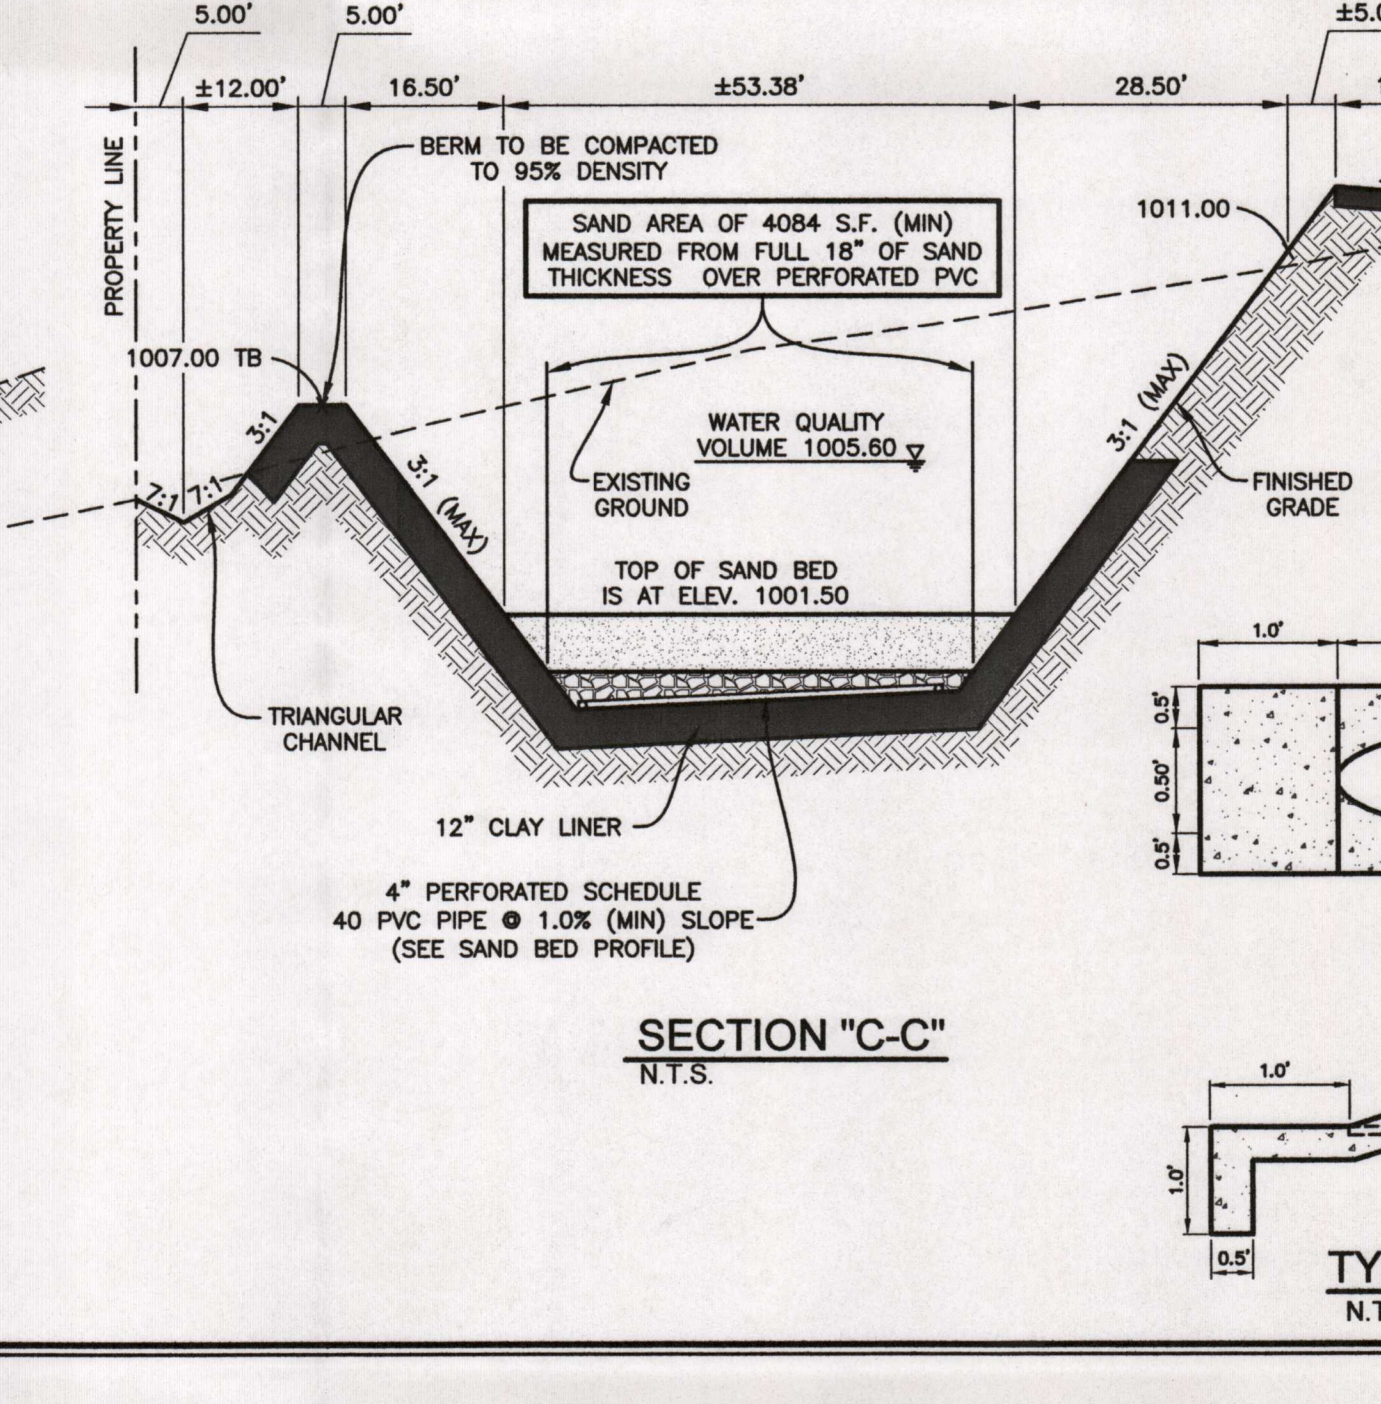 5.00'
5.00'
±5.0
±12.00'
16.50'
±53.38'
28.50'
PROPERTY LINE
BERM TO BE COMPACTED
TO 95% DENSITY
SAND AREA OF 4084 S.F. (MIN)
MEASURED FROM FULL 18" OF SAND
THICKNESS OVER PERFORATED PVC
1011.00
1007.00 TB
3:1
7:1
7:1
3:1 (MAX)
WATER QUALITY
VOLUME 1005.60
3:1 (MAX)
EXISTING
GROUND
FINISHED
GRADE
TOP OF SAND BED
IS AT ELEV. 1001.50
TRIANGULAR
CHANNEL
12" CLAY LINER
4" PERFORATED SCHEDULE
40 PVC PIPE @ 1.0% (MIN) SLOPE
(SEE SAND BED PROFILE)
SECTION "C-C"
N.T.S.
1.0'
0.5'
0.50'
0.5'
1.0'
1.0'
0.5'
TY
N.T